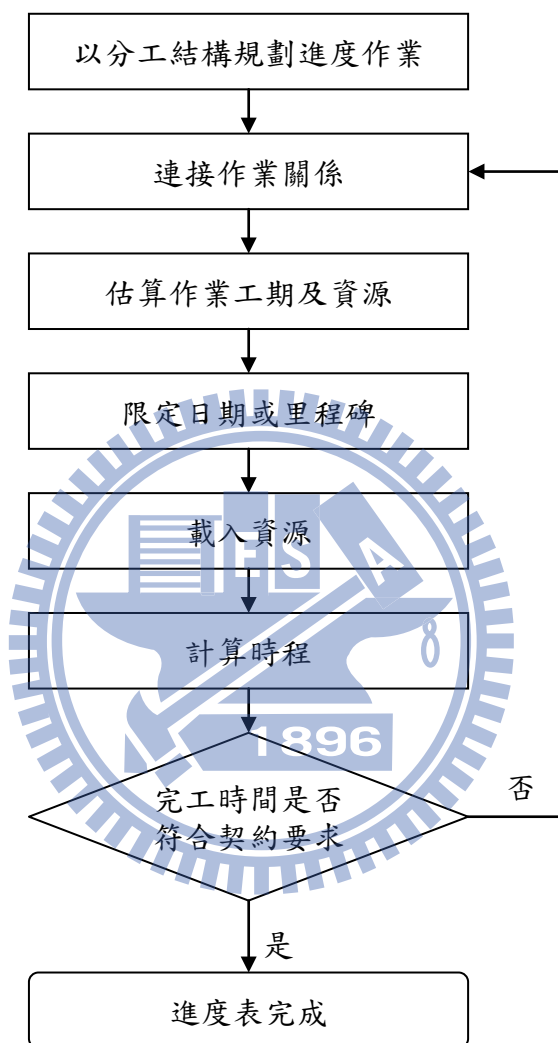 以分工結構規劃進度作業
連接作業關係
估算作業工期及資源
限定日期或里程碑
載入資源
E S A
計算時程
8
1896
完工時間是否
符合契約要求
否
是
進度表完成